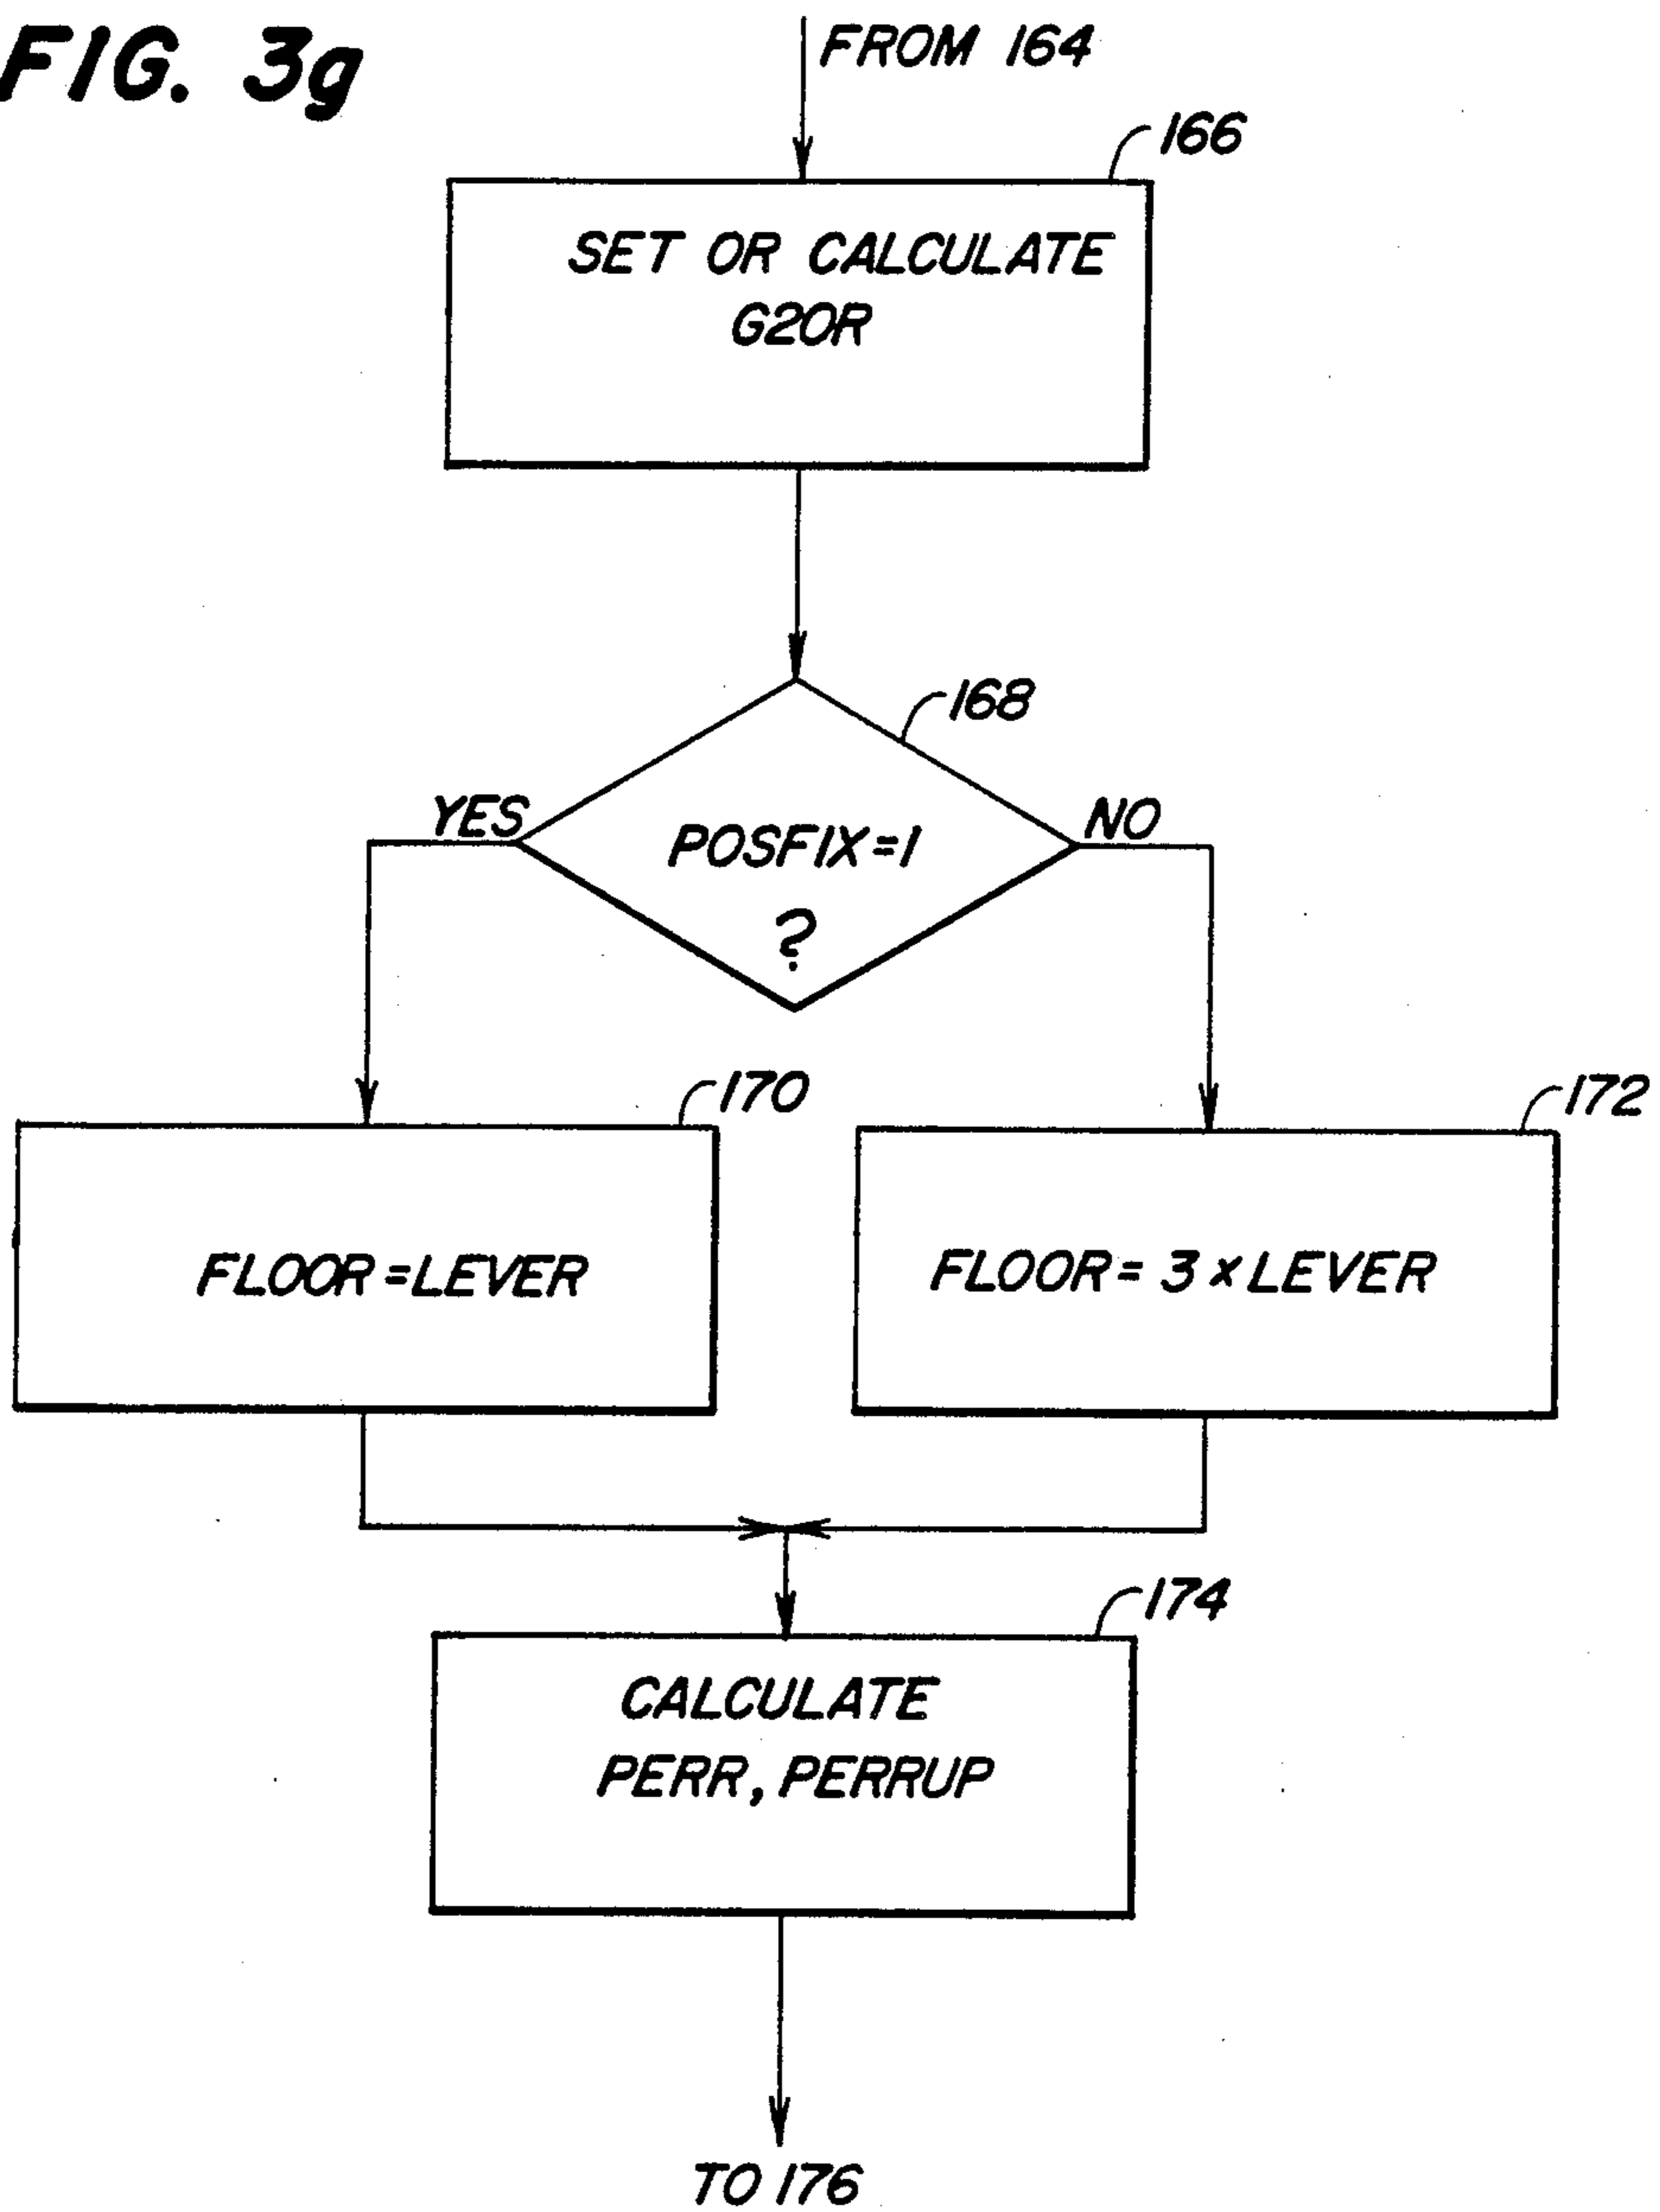 FIG. 3g
FROM 164
166
SET OR CALCULATE
G2OR
168
YES
NO
POSFIX=1
?
170
172
FLOOR=LEVER
FLOOR= 3 x LEVER
174
CALCULATE
PERR, PERRUP
TO 176